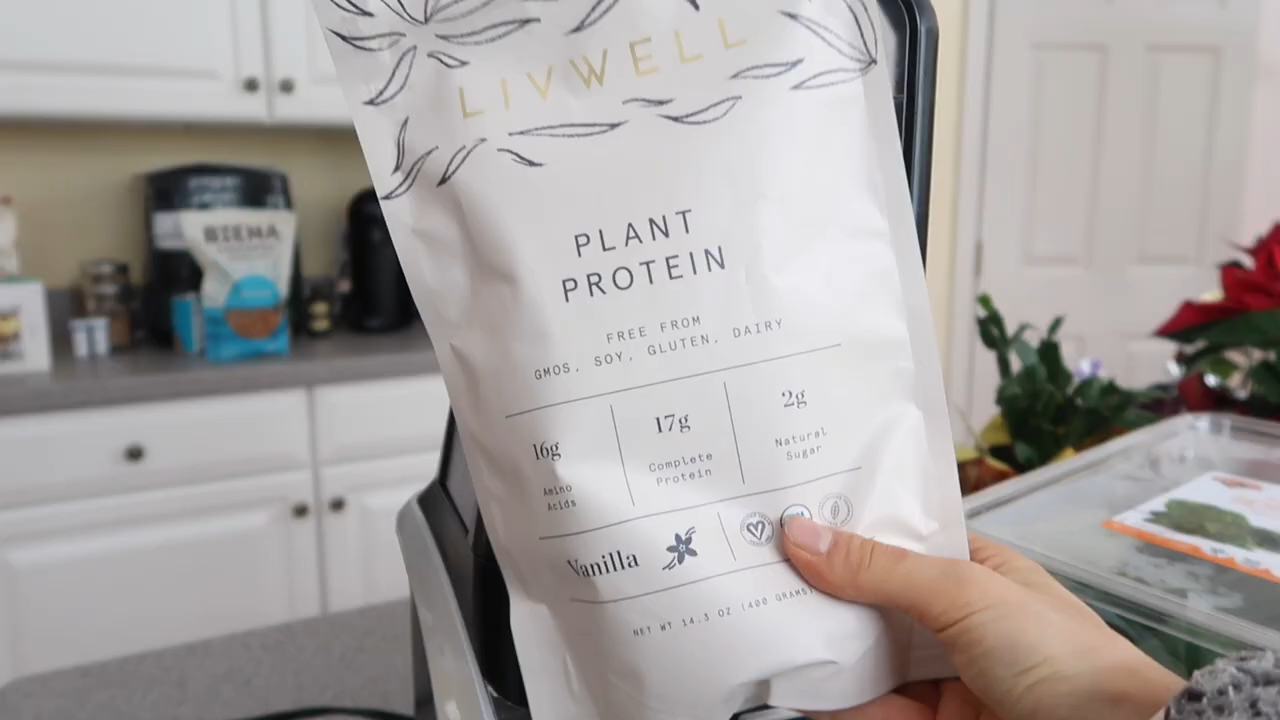 LIVWELL
PLANT
PROTEIN
FREE FROM
GMOS, SOY, GLUTEN, DAIRY
16g
Amino
Acids
17g
Complete
Protein
2g
Natural
Sugar
Vanilla
NET WT 14.3 OZ (400 GRAMS)
BIENA